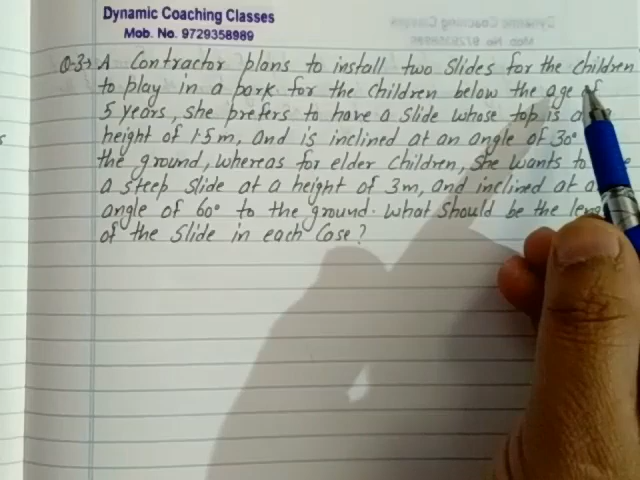 Dynamic Coaching Classes
Mob. No. 9729358989
Q-3→ A Contractor plans to install two Slides for the Children
to play in a park for the children below the age of
5 years, she prefers to have a slide whose top is at
height of 1.5m, and is inclined at an angle of 30°
the ground, whereas for elder children, She wants to
a steep slide at a height of 3m, and inclined at a
angle of 60° to the ground. What should be the
of the Slide in each Case?